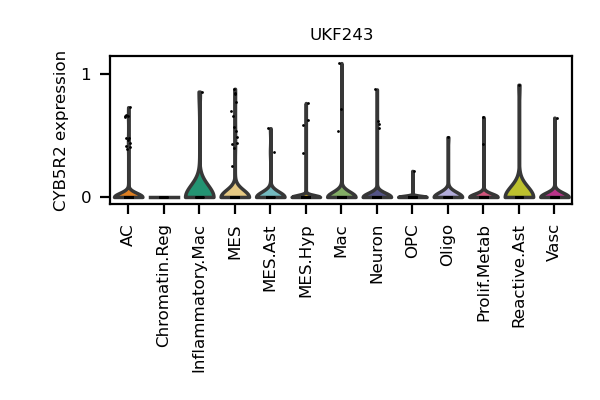 UKF243
CYB5R2 expression
1
0
AC
Chromatin.Reg
Inflammatory.Mac
MES
MES.Ast
MES.Hyp
Mac
Neuron
OPC
Oligo
Prolif.Metab
Reactive.Ast
Vasc